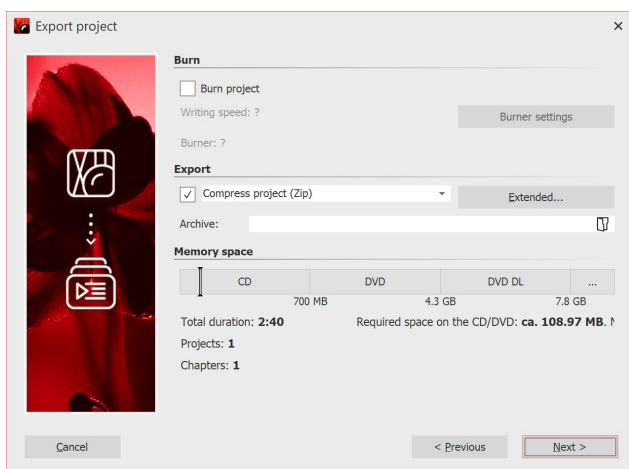 Export project
Burn
Burn project
Writing speed: ?
Burner settings
Burner: ?
Export
Compress project (Zip)
Extended...
Archive:
Memory space
CD DVD DVD DL ...
700 MB 4.3 GB 7.8 GB
Total duration: 2:40 Required space on the CD/DVD: ca. 108.97 MB.
Projects: 1
Chapters: 1
Cancel < Previous Next >